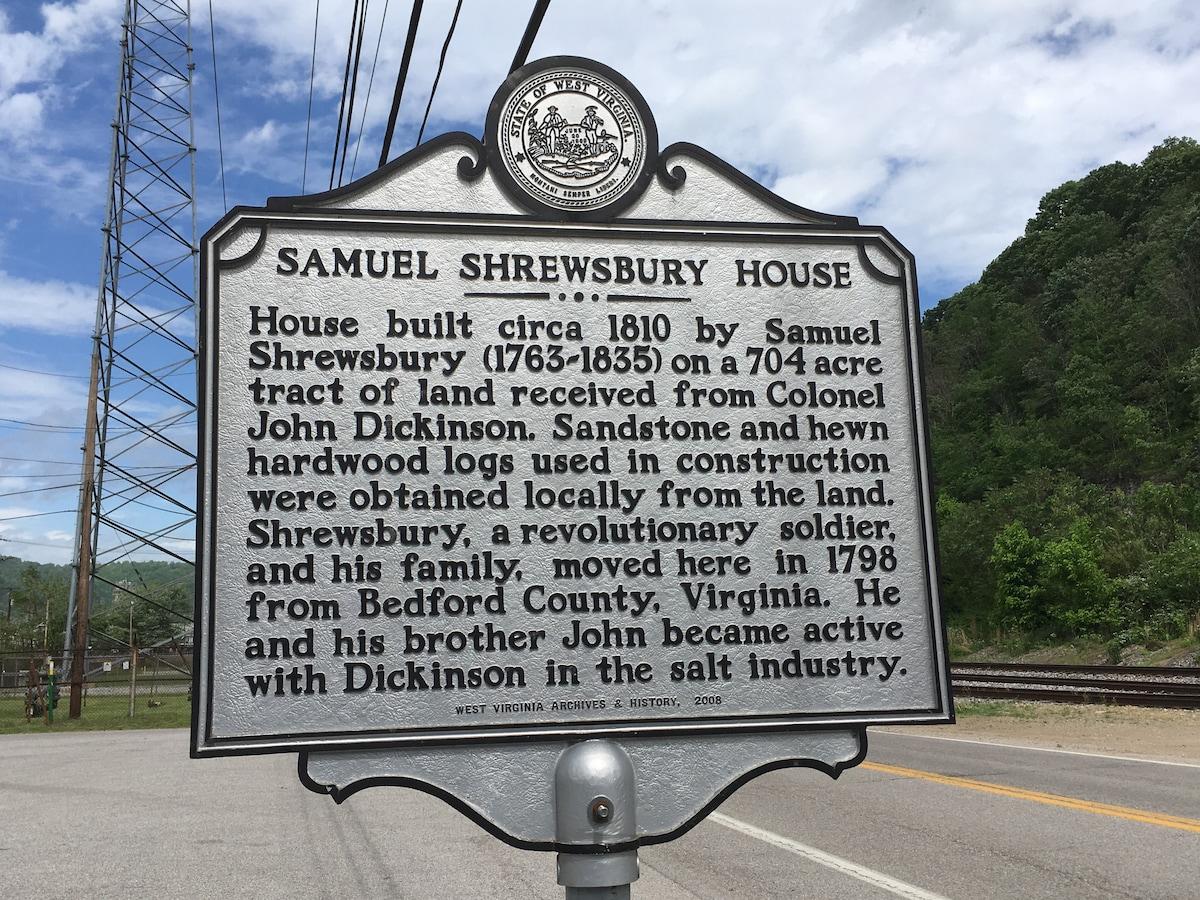 STATE OF WEST VIRGINIA
JUNE
20
MONTANI SEMPER LIBERI
SAMUEL SHREWSBURY HOUSE
House built circa 1810 by Samuel
Shrewsbury (1763-1835) on a 704 acre
tract of land received from Colonel
John Dickinson. Sandstone and hewn
hardwood logs used in construction
were obtained locally from the land.
Shrewsbury, a revolutionary soldier,
and his family, moved here in 1798
from Bedford County, Virginia. He
and his brother John became active
with Dickinson in the salt industry.
WEST VIRGINIA ARCHIVES & HISTORY, 2008